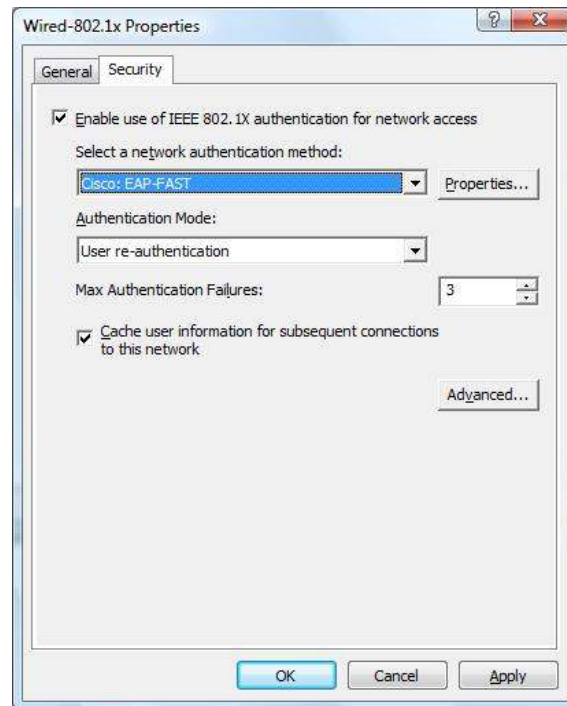 Wired-802.1x Properties
General
Security
Enable use of IEEE 802.1X authentication for network access
Select a network authentication method:
Cisco: EAP-FAST
Properties...
Authentication Mode:
User re-authentication
Max Authentication Failures:
3
Cache user information for subsequent connections
to this network
Advanced...
OK
Cancel
Apply